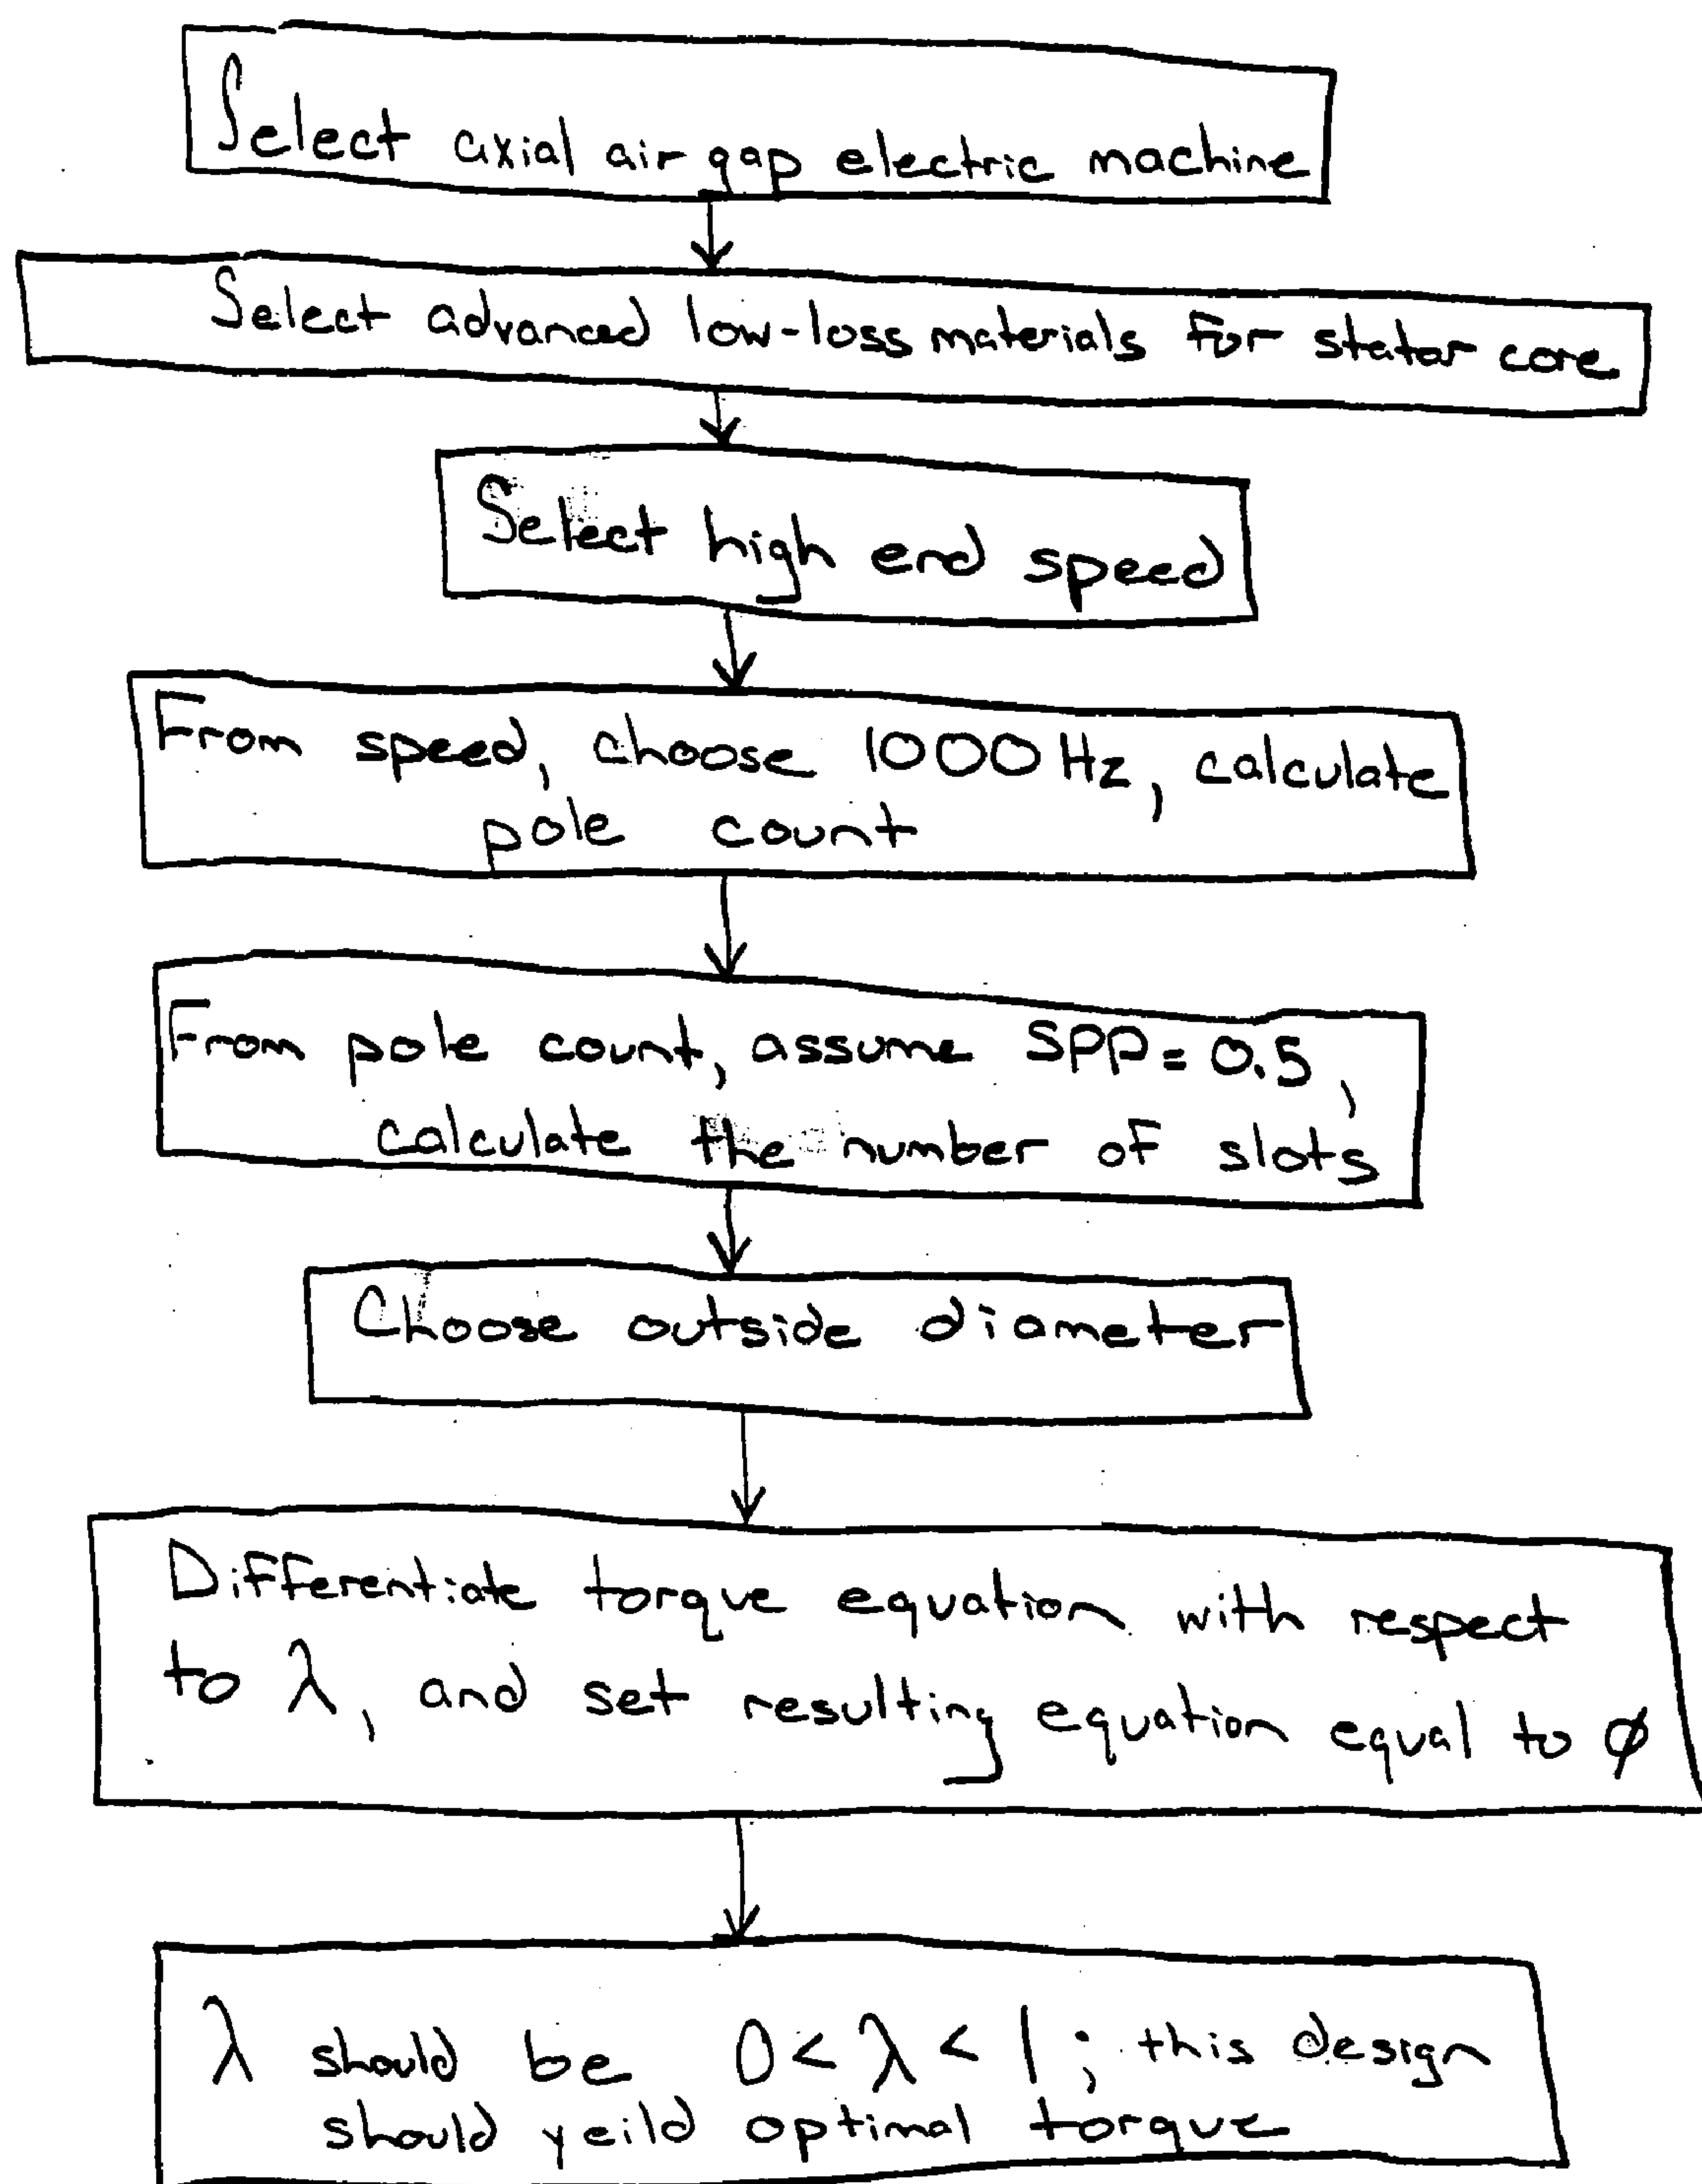 Select axial air gap electric machine
Select advanced low-loss materials for stator core
Select high end speed
From speed, choose 1000 Hz, calculate
pole count
From pole count, assume SPP = 0.5,
calculate the number of slots
Choose outside diameter
Differentiate torque equation with respect
to λ, and set resulting equation equal to ϕ
λ should be 0 < λ < 1; this design
should yeild optimal torque